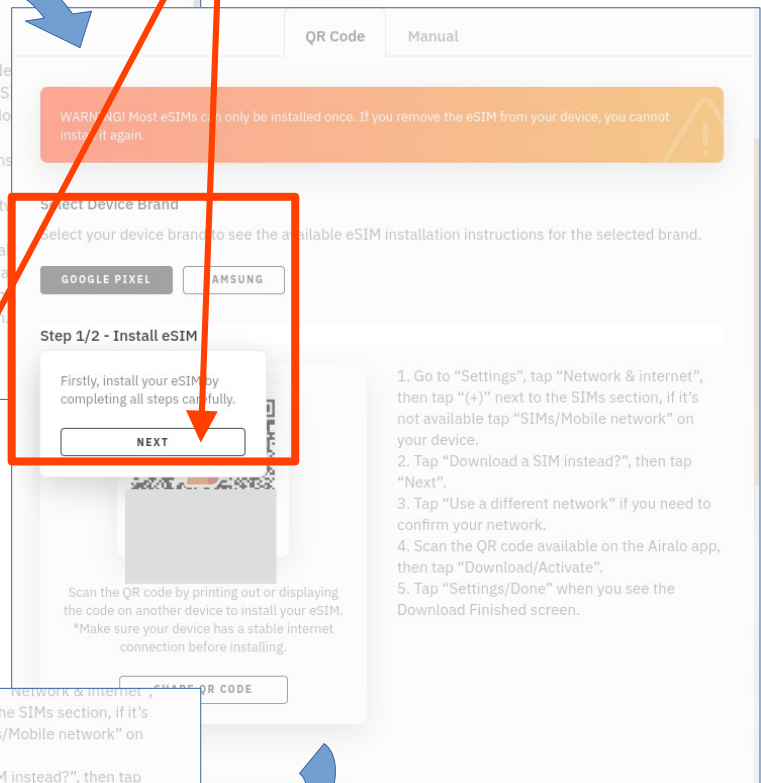 QR Code Manual
WARNING! Most eSIMs can only be installed once. If you remove the eSIM from your device, you cannot
install it again.
Select Device Brand
Select your device brand to see the available eSIM installation instructions for the selected brand.
GOOGLE PIXEL SAMSUNG
Step 1/2 - Install eSIM
Firstly, install your eSIM by
completing all steps carefully.
NEXT
Scan the QR code by printing out or displaying
the code on another device to install your eSIM.
*Make sure your device has a stable internet
connection before installing.
SHARE QR CODE
1. Go to “Settings”, tap “Network & internet”,
then tap “(+)” next to the SIMs section, if it’s
not available tap “SIMs/Mobile network” on
your device.
2. Tap “Download a SIM instead?”, then tap
“Next”.
3. Tap “Use a different network” if you need to
confirm your network.
4. Scan the QR code available on the Airalo app,
then tap “Download/Activate”.
5. Tap “Settings/Done” when you see the
Download Finished screen.
Network & internet”,
he SIMs section, if it’s
s/Mobile network” on
M instead?”, then tap